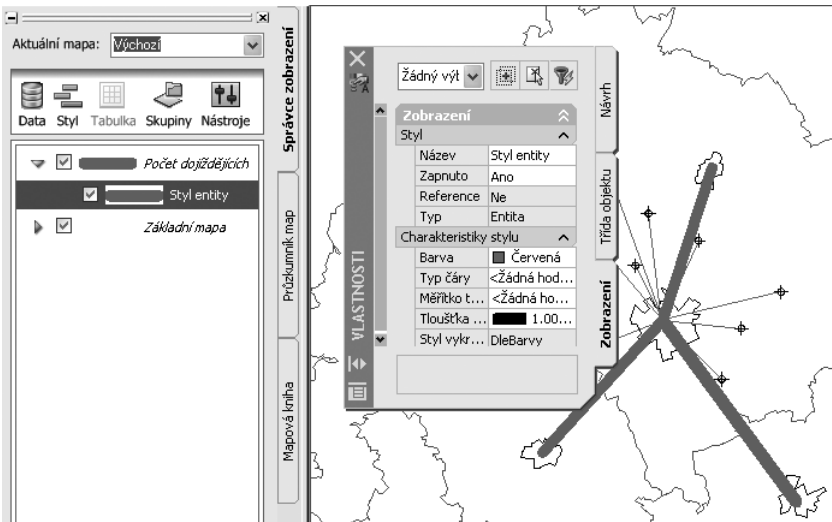 Aktuální mapa: Výchozí
Data Styl Tabulka Skupiny Nástroje
Počet dojíždějících
Styl entity
Základní mapa
Správce zobrazení
Průzkumník map
Mapová kniha
VLASTNOSTI
Žádný výt
Zobrazení
Styl
Název Styl entity
Zapnuto Ano
Reference Ne
Typ Entita
Charakteristiky stylu
Barva Červená
Typ čáry <Žádná hod...
Měřítko t... <Žádná ho...
Tloušťka ... 1.00...
Styl vykr... DleBarvy
Návrh
Třída objektu
Zobrazení